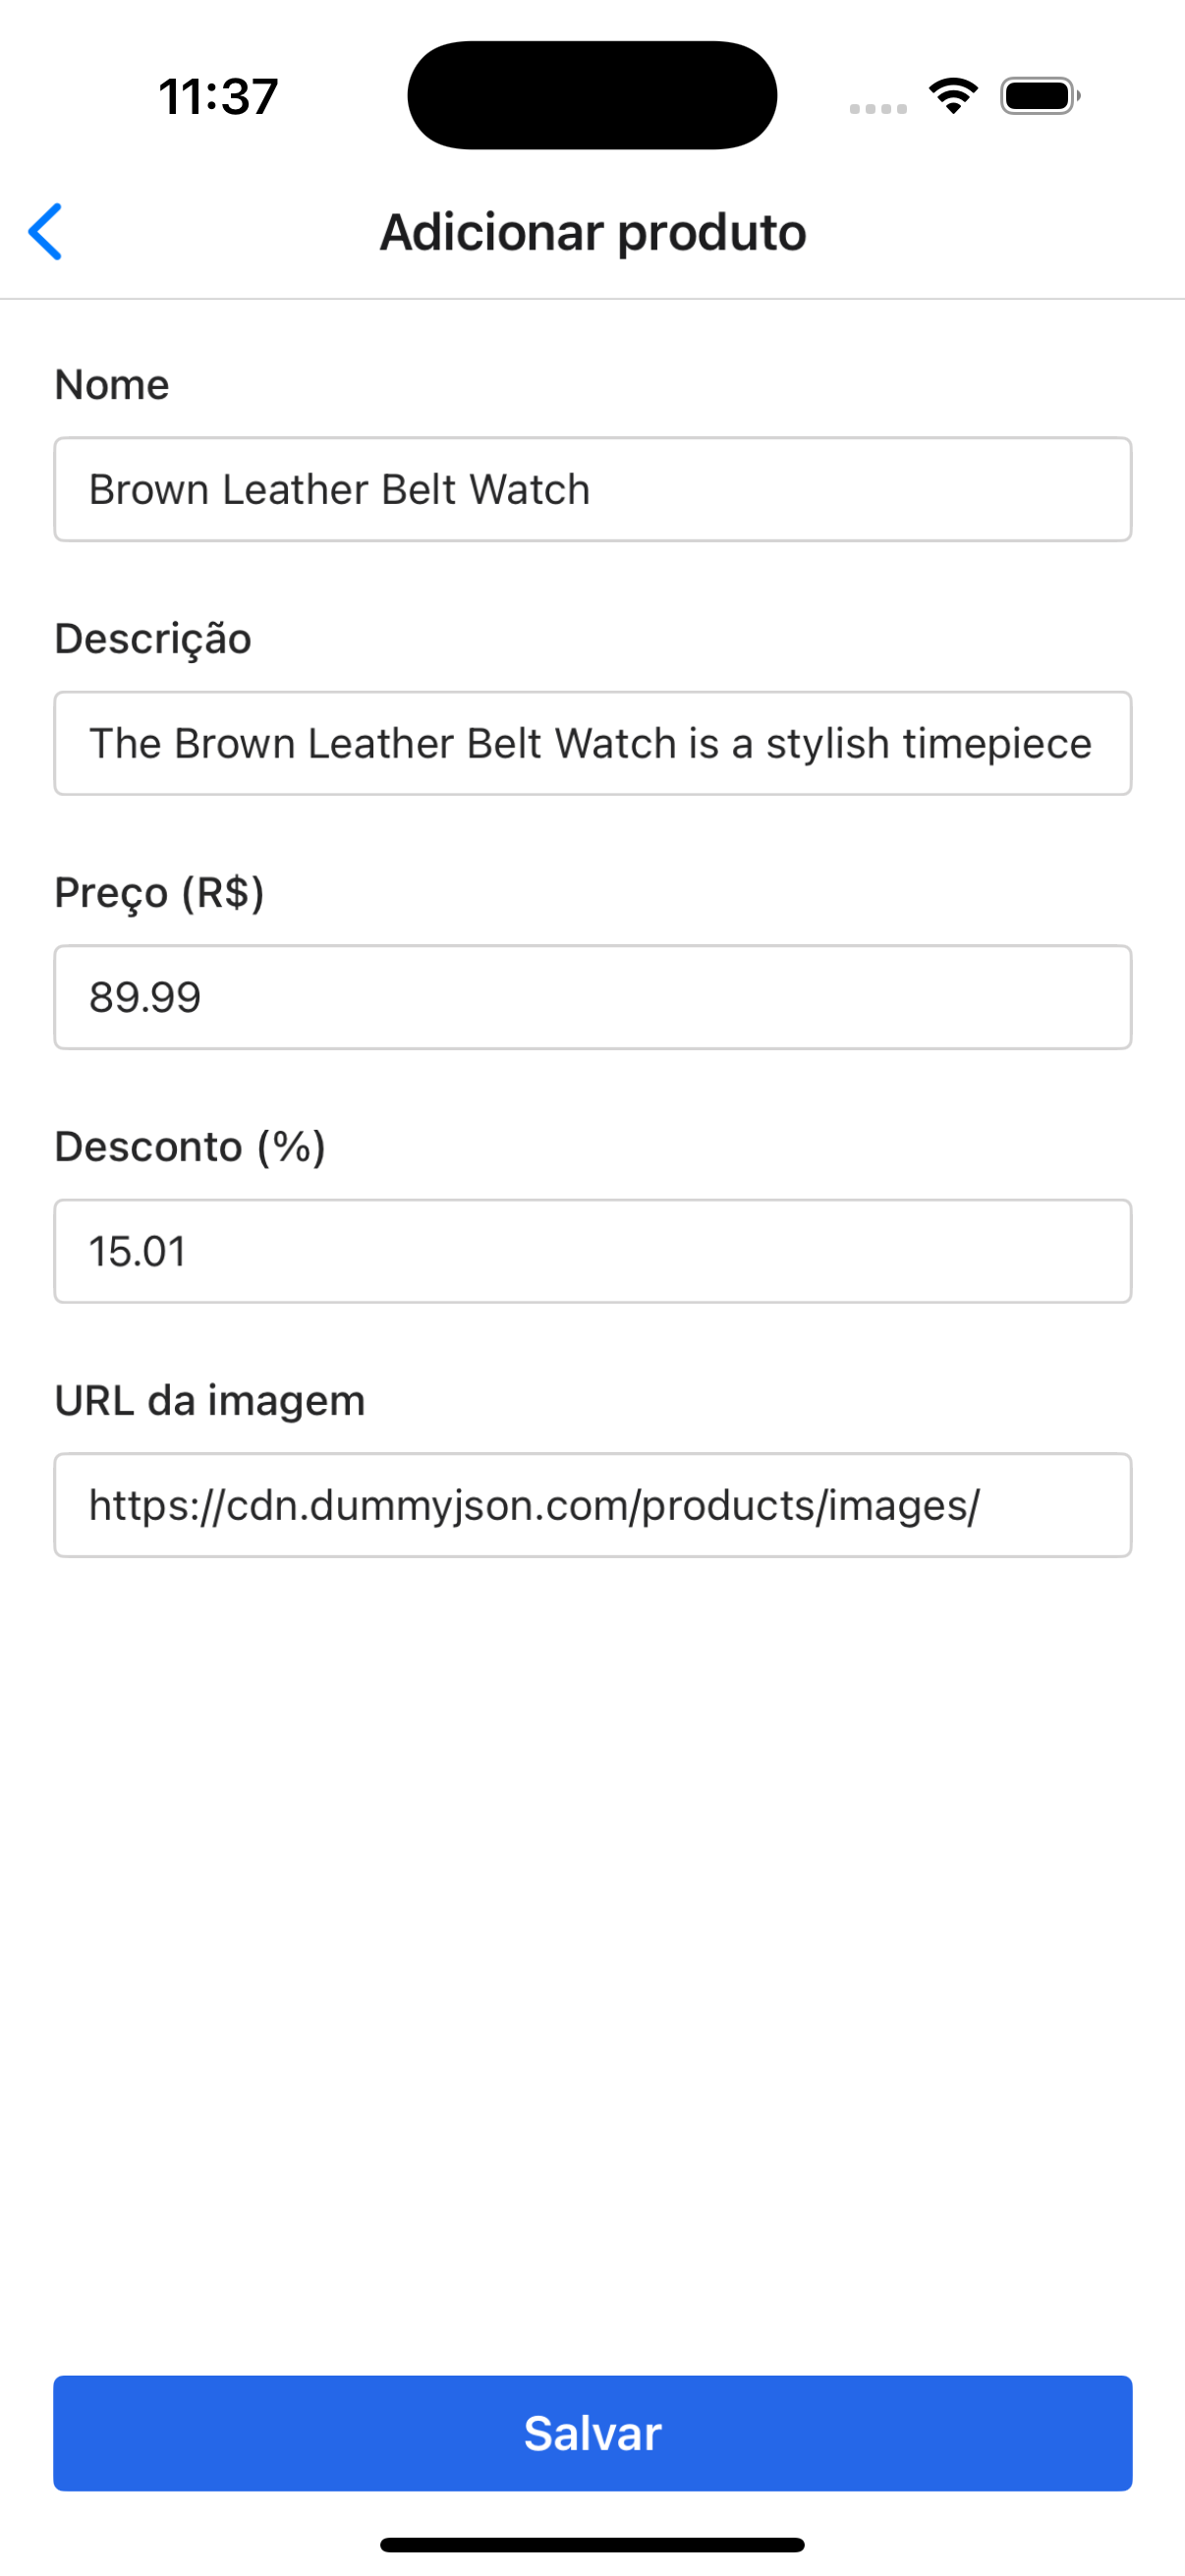 11:37
Adicionar produto
Nome
Brown Leather Belt Watch
Descrição
The Brown Leather Belt Watch is a stylish timepiece
Preço (R$)
89.99
Desconto (%)
15.01
URL da imagem
https://cdn.dummyjson.com/products/images/
Salvar